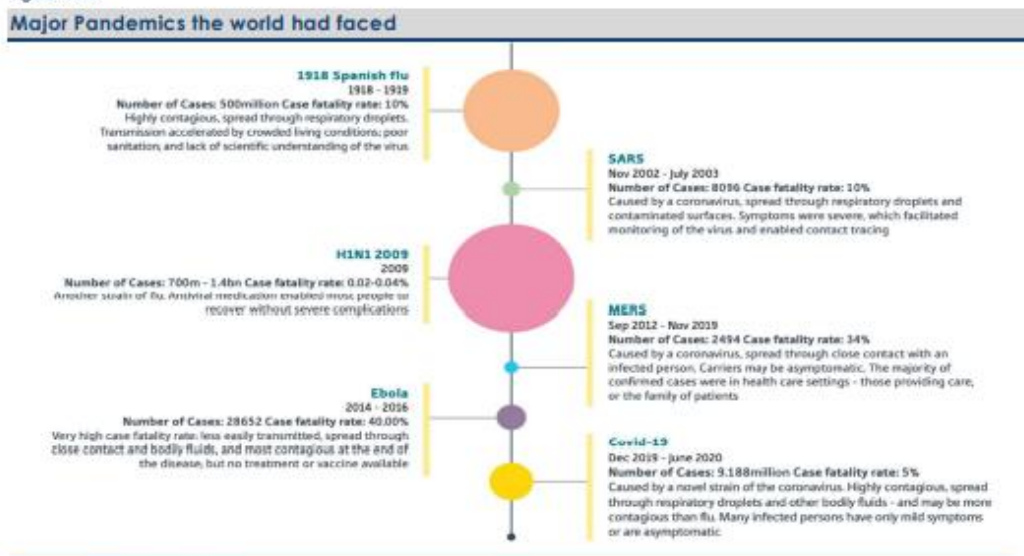 Major Pandemics the world had faced
1918 Spanish flu
1918 - 1919
Number of Cases: 500million Case fatality rate: 10%
Highly contagious, spread through respiratory droplets.
Transmission accelerated by crowded living conditions; poor
sanitation; and lack of scientific understanding of the virus
SARS
Nov 2002 - July 2003
Number of Cases: 8096 Case fatality rate: 10%
Caused by a coronavirus, spread through respiratory droplets and
contaminated surfaces. Symptoms were severe, which facilitated
monitoring of the virus and enabled contact tracing
H1N1 2009
2009
Number of Cases: 700m - 1.4bn Case fatality rate: 0.02-0.04%
Another strain of flu. Antiviral medication enabled most people to
recover without severe complications
MERS
Sep 2012 - Nov 2019
Number of Cases: 2494 Case fatality rate: 34%
Caused by a coronavirus, spread through close contact with an
infected person. Carriers may be asymptomatic. The majority of
confirmed cases were in health care settings - those providing care,
or the family of patients
Ebola
2014 - 2016
Number of Cases: 28652 Case fatality rate: 40.00%
Very high case fatality rate: less easily transmitted, spread through
close contact and bodily fluids, and most contagious at the end of
the disease, but no treatment or vaccine available
Covid-19
Dec 2019 - June 2020
Number of Cases: 9.188million Case fatality rate: 5%
Caused by a novel strain of the coronavirus. Highly contagious, spread
through respiratory droplets and other bodily fluids - and may be more
contagious than flu. Many infected persons have only mild symptoms
or are asymptomatic